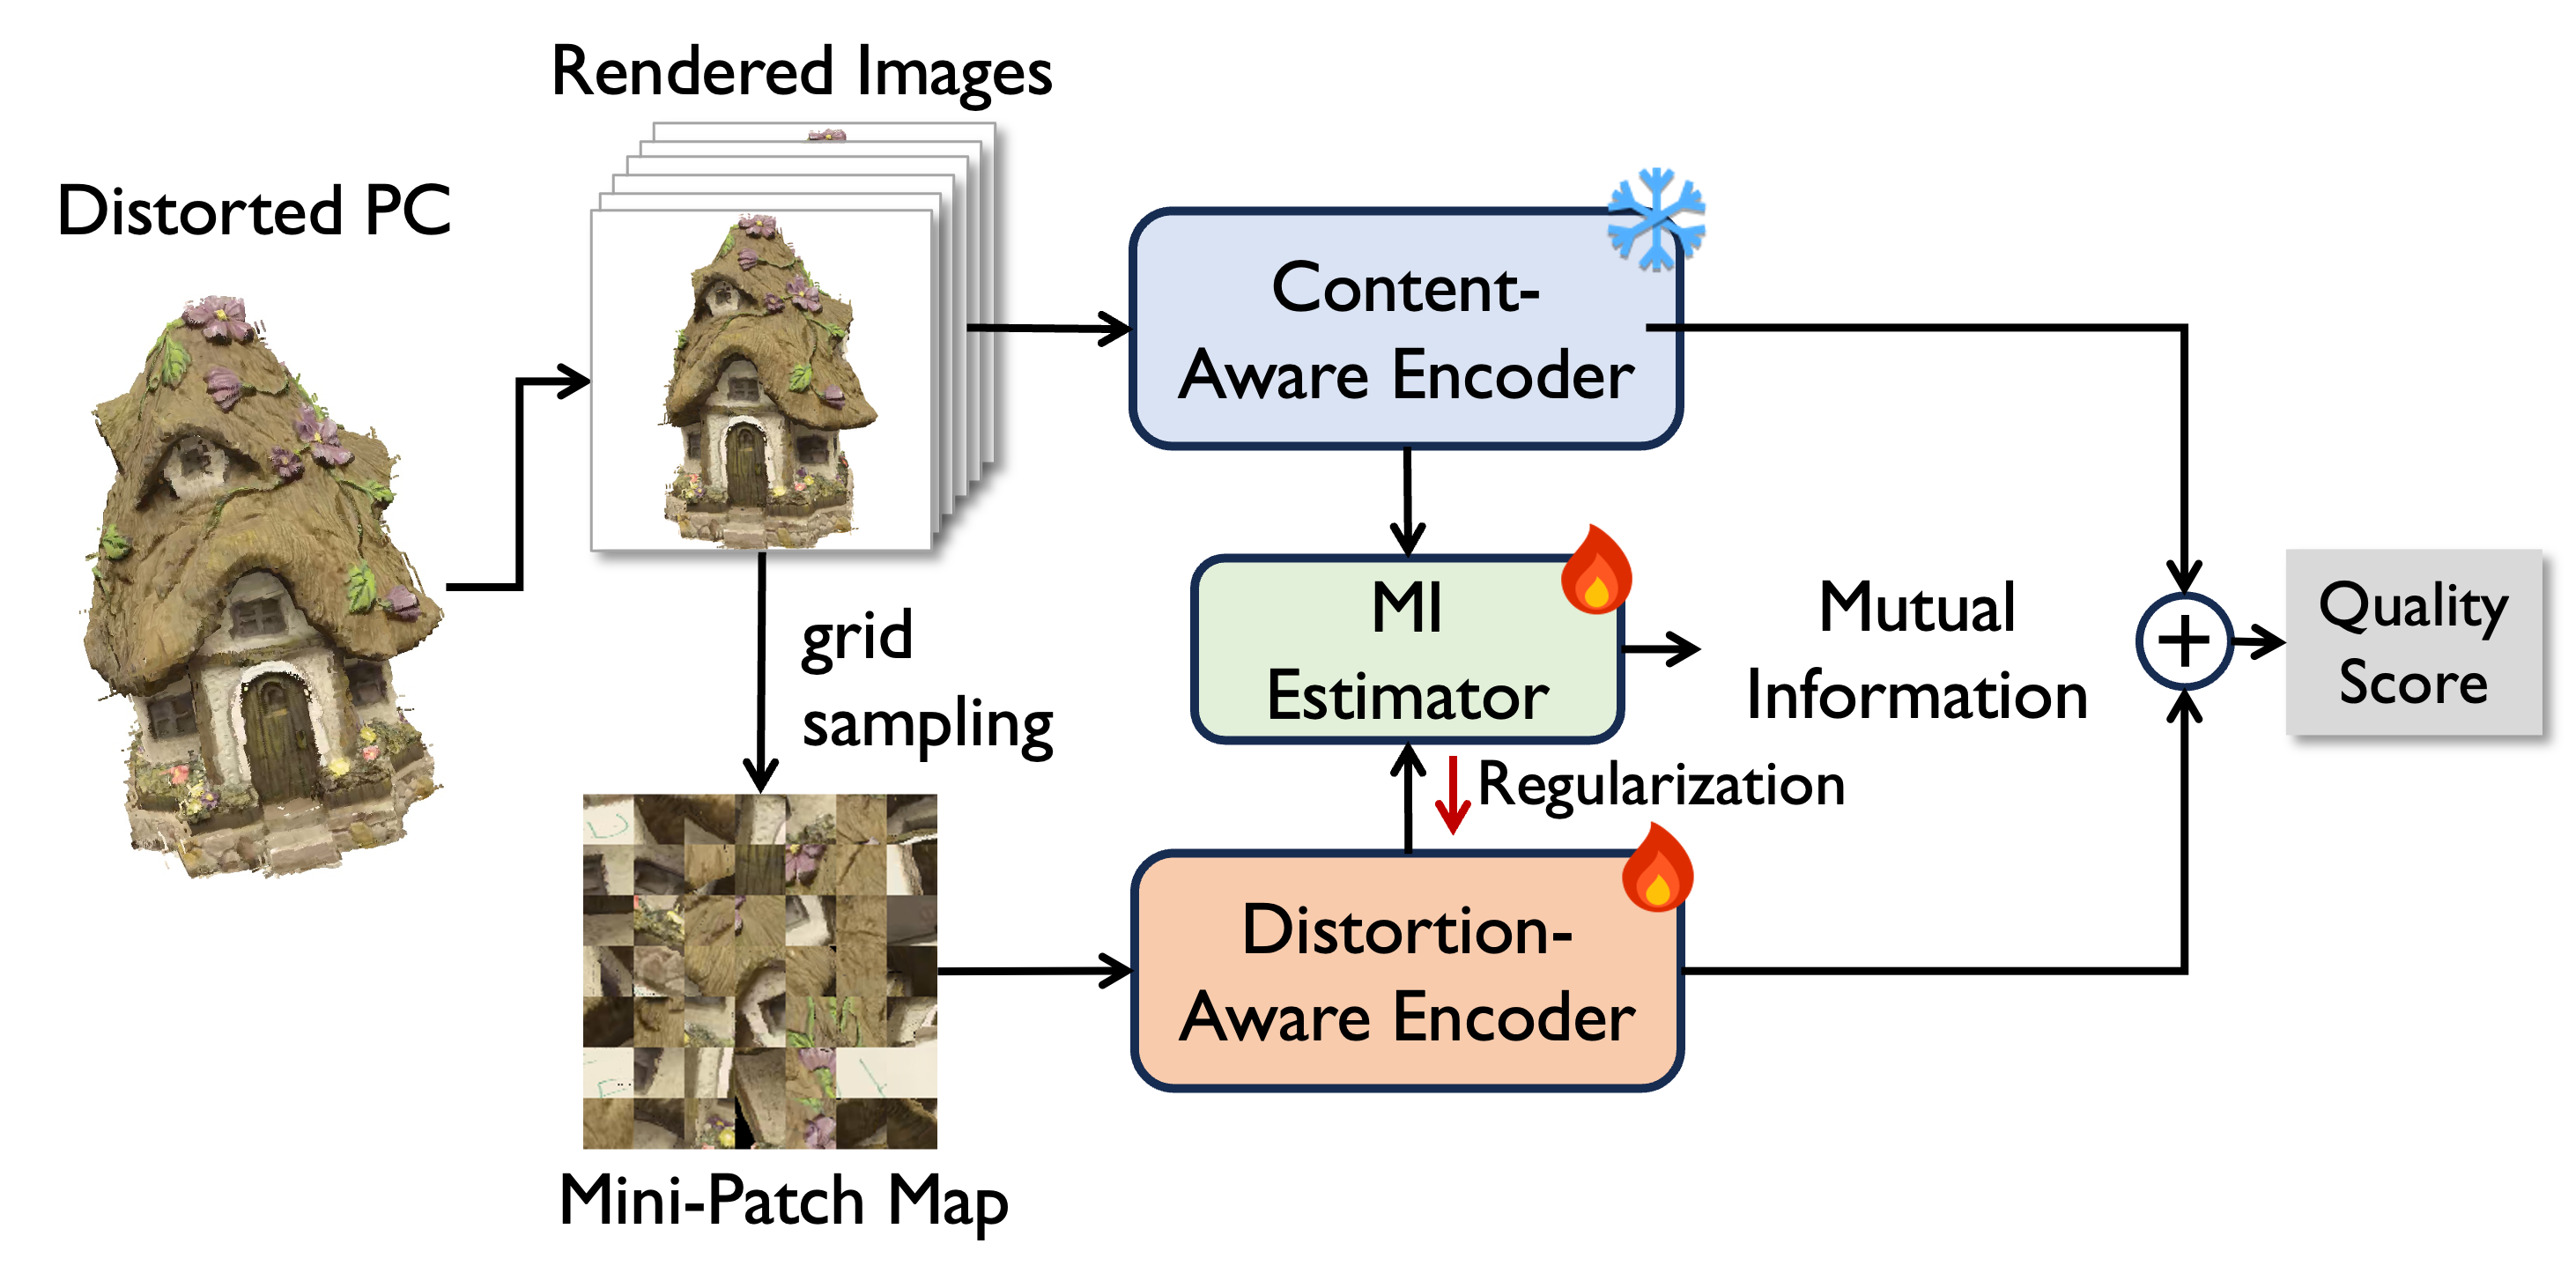 Rendered Images
Distorted PC
Content-
Aware Encoder
grid
sampling
MI
Estimator
Mutual
Information
Quality
Score
Regularization
Distortion-
Aware Encoder
Mini-Patch Map